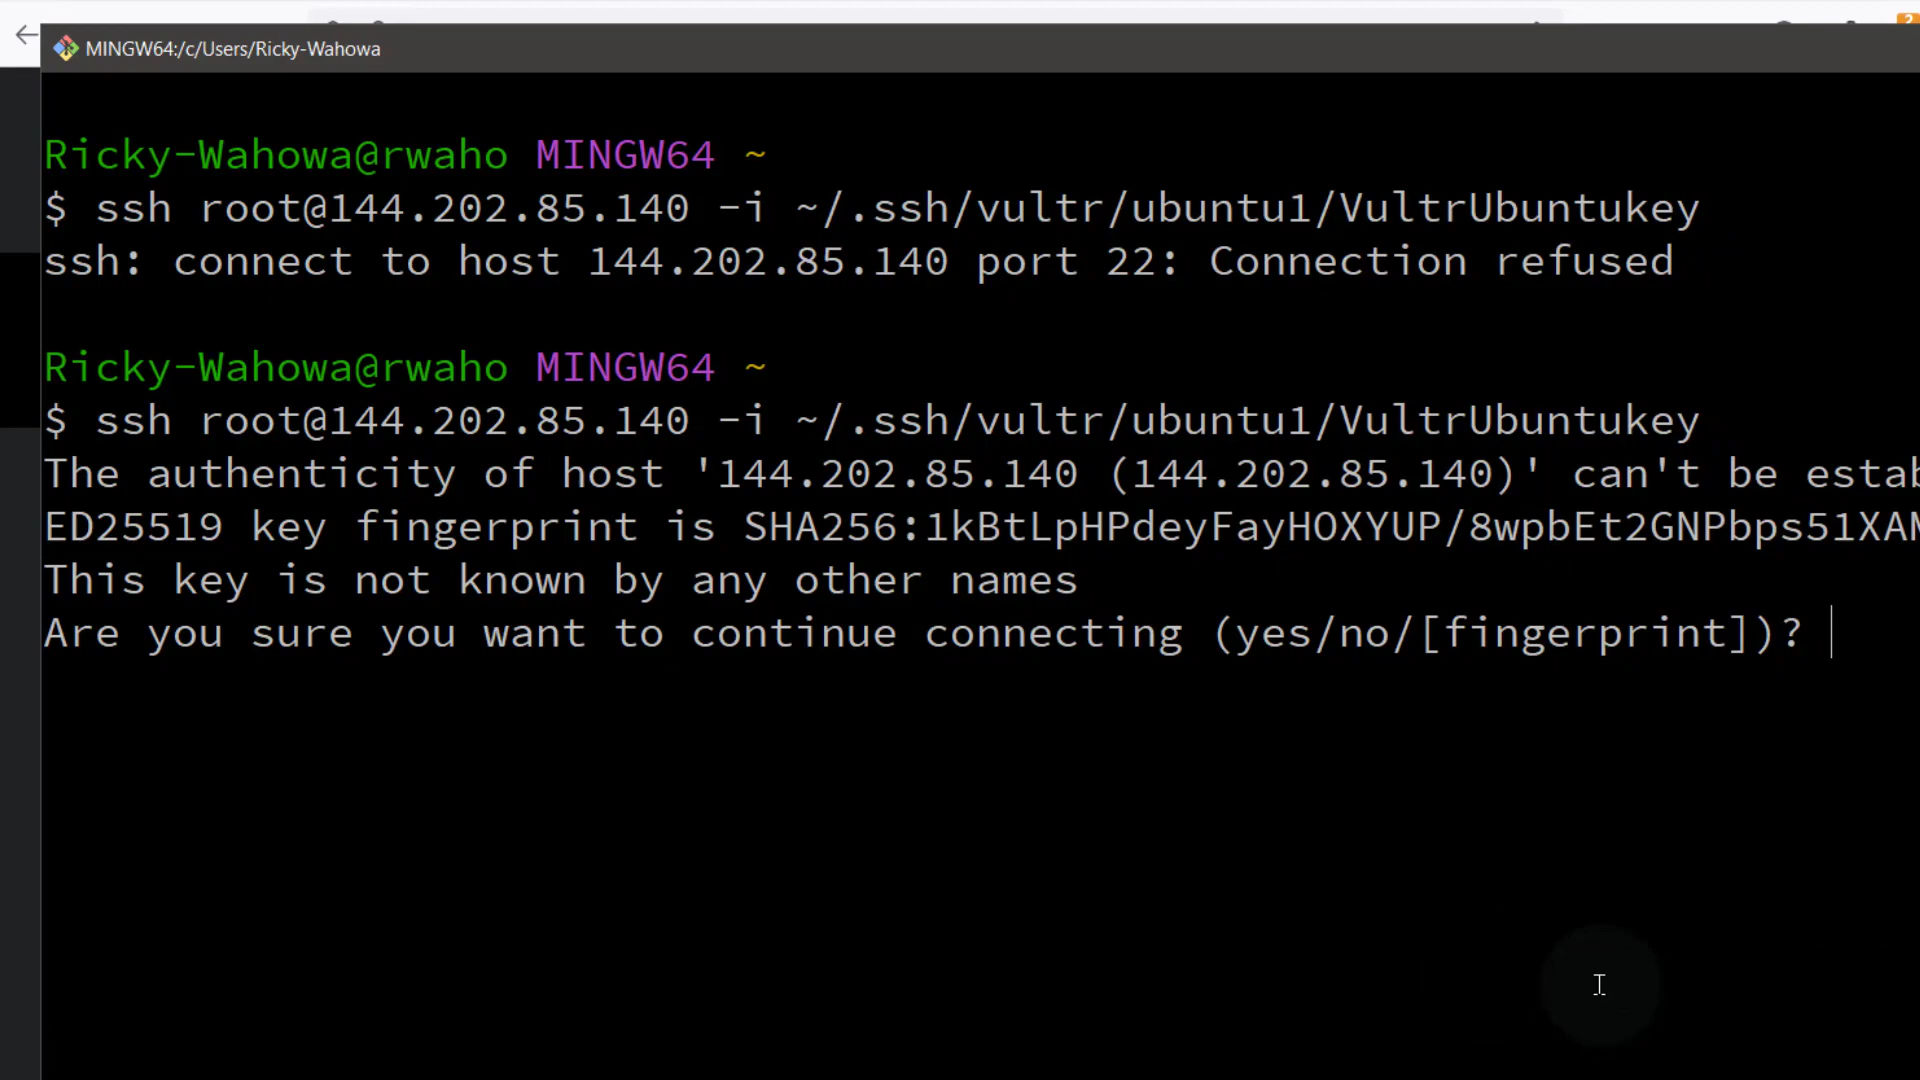 MINGW64:/c/Users/Ricky-Wahowa
2
Ricky-Wahowa@rwaho MINGW64 ~
$ ssh root@144.202.85.140 -i ~/.ssh/vultr/ubuntu1/VultrUbuntukey
ssh: connect to host 144.202.85.140 port 22: Connection refused
Ricky-Wahowa@rwaho MINGW64 ~
$ ssh root@144.202.85.140 -i ~/.ssh/vultr/ubuntu1/VultrUbuntukey
The authenticity of host '144.202.85.140 (144.202.85.140)' can't be estab
ED25519 key fingerprint is SHA256:1kBtLpHPdeyFayHOXYUP/8wpbEt2GNPbps51XAM
This key is not known by any other names
Are you sure you want to continue connecting (yes/no/[fingerprint])?